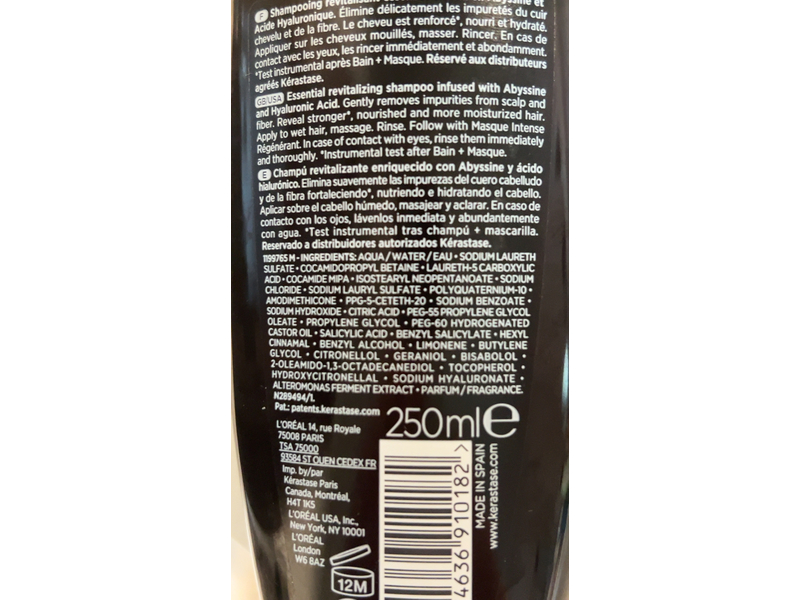 F Shampooing revitalisant
Acide Hyaluronique. Élimine délicatement les impuretés du cuir
chevelu et de la fibre. Le cheveu est renforcé*, nourri et hydraté.
Appliquer sur les cheveux mouillés, masser. Rincer. En cas de
contact avec les yeux, les rincer immédiatement et abondamment.
*Test instrumental après Bain + Masque. Réservé aux distributeurs
agréés Kérastase.
GB/USA Essential revitalizing shampoo infused with Abyssine
and Hyaluronic Acid. Gently removes impurities from scalp and
fiber. Reveal stronger*, nourished and more moisturized hair.
Apply to wet hair, massage. Rinse. Follow with Masque Intense
Régénérant. In case of contact with eyes, rinse them immediately
and thoroughly. *Instrumental test after Bain + Masque.
E Champú revitalizante enriquecido con Abyssine y ácido
hialurónico. Elimina suavemente las impurezas del cuero cabelludo
y de la fibra fortaleciendo*, nutriendo e hidratando el cabello.
Aplicar sobre el cabello húmedo, masajear y aclarar. En caso de
contacto con los ojos, lávenlos inmediata y abundantemente
con agua. *Test instrumental tras champú + mascarilla.
Reservado a distribuidores autorizados Kérastase.
1199765 M - INGREDIENTS: AQUA / WATER / EAU • SODIUM LAURETH
SULFATE • COCAMIDOPROPYL BETAINE • LAURETH-5 CARBOXYLIC
ACID • COCAMIDE MIPA • ISOSTEARYL NEOPENTANOATE • SODIUM
CHLORIDE • SODIUM LAURYL SULFATE • POLYQUATERNIUM-10 •
AMODIMETHICONE • PPG-5-CETETH-20 • SODIUM BENZOATE •
SODIUM HYDROXIDE • CITRIC ACID • PEG-55 PROPYLENE GLYCOL
OLEATE • PROPYLENE GLYCOL • PEG-60 HYDROGENATED
CASTOR OIL • SALICYLIC ACID • BENZYL SALICYLATE • HEXYL
CINNAMAL • BENZYL ALCOHOL • LIMONENE • BUTYLENE
GLYCOL • CITRONELLOL • GERANIOL • BISABOLOL •
2-OLEAMIDO-1,3-OCTADECANEDIOL • TOCOPHEROL •
HYDROXYCITRONELLAL • SODIUM HYALURONATE •
ALTEROMONAS FERMENT EXTRACT • PARFUM / FRAGRANCE.
N289494/1.
Pat.: patents.kerastase.com
250ml e
L'ORÉAL 14, rue Royale
75008 PARIS
TSA 75000
93584 ST OUEN CEDEX FR
Imp. by/par
Kérastase Paris
Canada, Montréal,
H4T 1K5
L'ORÉAL USA, Inc.,
New York, NY 10001
L'ORÉAL
London
W6 8AZ
12M
4636 910182 >
MADE IN SPAIN
www.kerastase.com